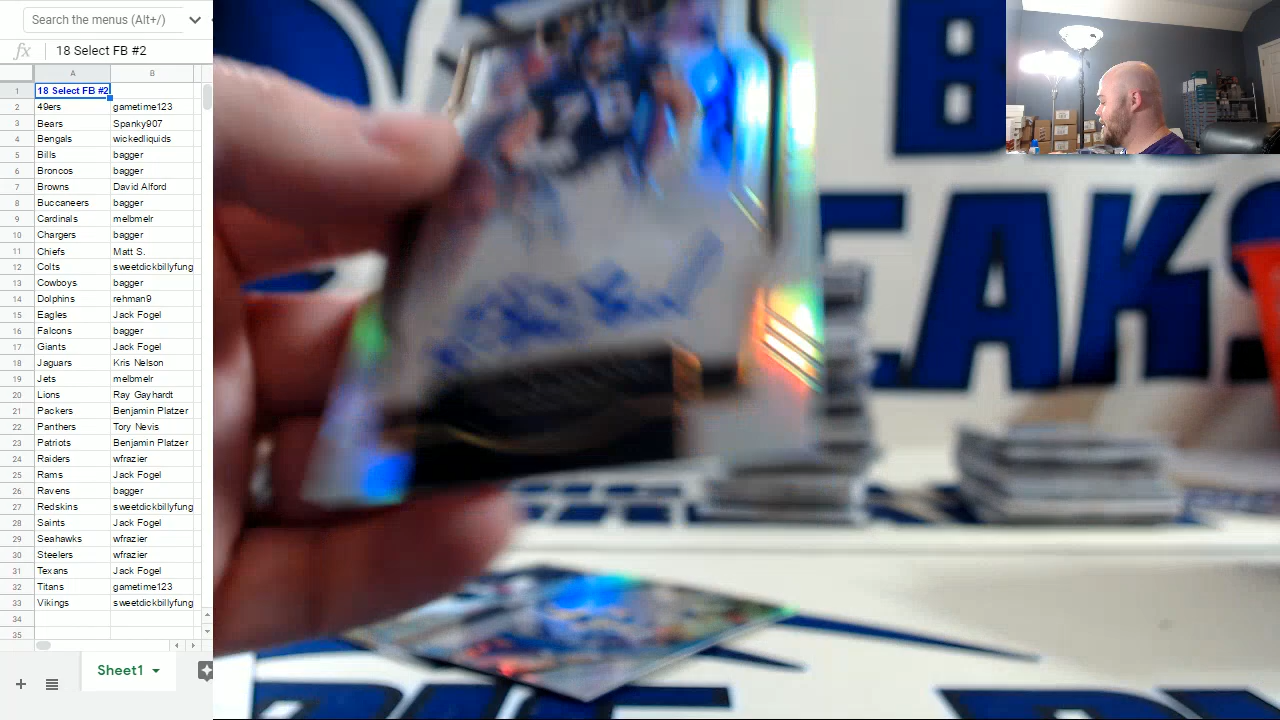 Search the menus (Alt+/)
fx 18 Select FB #2
A B
1 18 Select FB #2
2 49ers gametime123
3 Bears Spanky907
4 Bengals wickedliquids
5 Bills bagger
6 Broncos bagger
7 Browns David Alford
8 Buccaneers bagger
9 Cardinals melbmelr
10 Chargers bagger
11 Chiefs Matt S.
12 Colts sweetdickbillyfung
13 Cowboys bagger
14 Dolphins rehman9
15 Eagles Jack Fogel
16 Falcons bagger
17 Giants Jack Fogel
18 Jaguars Kris Nelson
19 Jets melbmelr
20 Lions Ray Gayhardt
21 Packers Benjamin Platzer
22 Panthers Tory Nevis
23 Patriots Benjamin Platzer
24 Raiders wfrazier
25 Rams Jack Fogel
26 Ravens bagger
27 Redskins sweetdickbillyfung
28 Saints Jack Fogel
29 Seahawks wfrazier
30 Steelers wfrazier
31 Texans Jack Fogel
32 Titans gametime123
33 Vikings sweetdickbillyfung
34
35
Sheet1